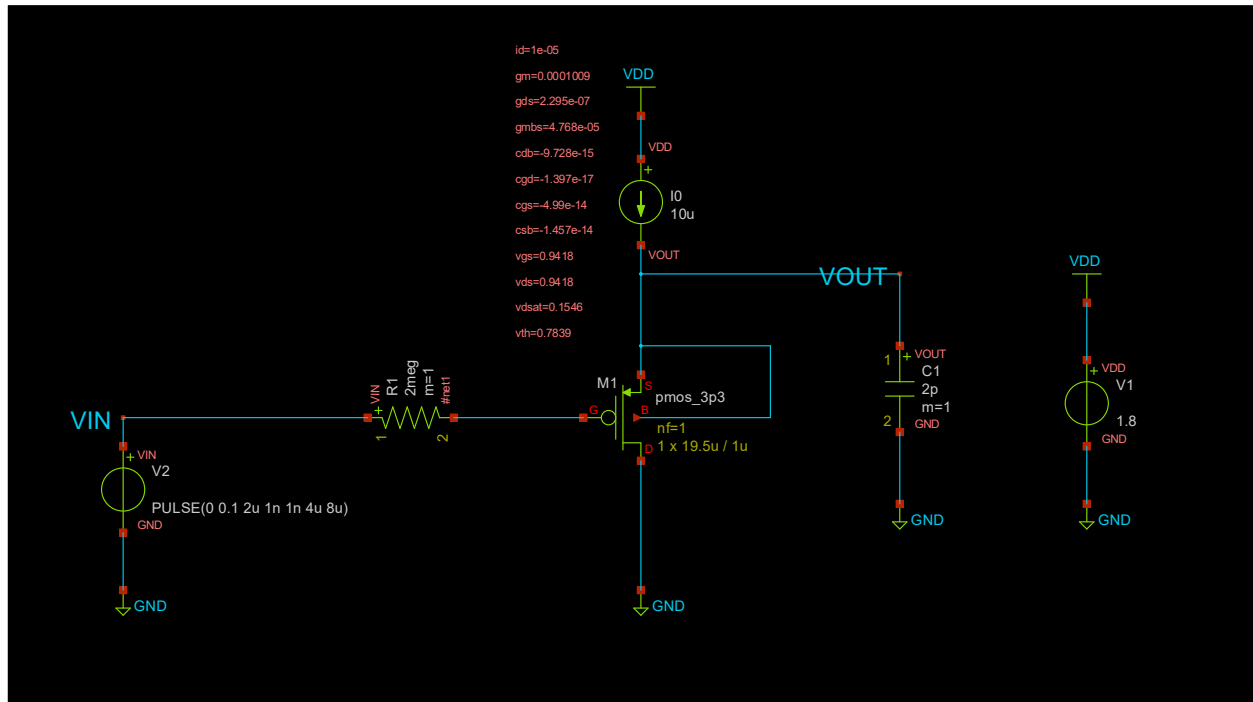 id=1e-05
gm=0.0001009
gds=2.295e-07
gmbs=4.768e-05
cdb=-9.728e-15
cgd=-1.397e-17
cgs=-4.99e-14
csb=-1.457e-14
vgs=0.9418
vds=0.9418
vdsat=0.1546
vth=0.7839
VDD
VDD
+
I0
10u
VOUT
VOUT
VDD
VIN
VIN
+
R1
2meg
m=1
#net1
1
2
M1
G
S
B
D
pmos_3p3
nf=1
1 x 19.5u / 1u
1
+
VOUT
C1
2p
m=1
2
GND
GND
+
VDD
V1
1.8
GND
GND
+
VIN
V2
PULSE(0 0.1 2u 1n 1n 4u 8u)
GND
GND
GND